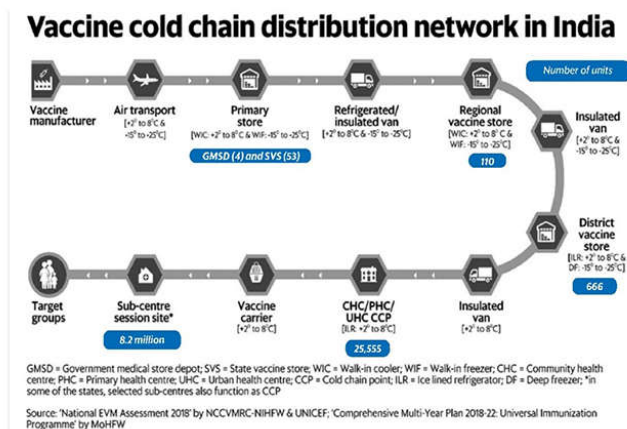 Vaccine cold chain distribution network in India
Number of units
Vaccine
manufacturer
Air transport
[+2° to 8°C
&
-15° to -25°C]
Primary
store
[WIC: +2° to 8°C & WIF: -15° to -25°C]
GMSD (4) and SVS (53)
Refrigerated/
insulated van
[+2° to 8°C & -15° to -25°C]
Regional
vaccine store
[WIC: +2° to 8°C &
WIF: -15° to -25°C]
110
Insulated
van
[+2° to 8°C &
-15° to -25°C]
District
vaccine
store
[ILR: +2° to 8°C &
DF: -15° to -25°C]
666
Insulated
van
[+2° to 8°C]
CHC/PHC/
UHC CCP
[ILR: +2° to 8°C]
25,555
Vaccine
carrier
[+2° to 8°C]
Sub-centre
session site*
8.2 million
Target
groups
GMSD = Government medical store depot; SVS = State vaccine store; WIC = Walk-in cooler; WIF = Walk-in freezer; CHC = Community health
centre; PHC = Primary health centre; UHC = Urban health centre; CCP = Cold chain point; ILR = Ice lined refrigerator; DF = Deep freezer; *in
some of the states, selected sub-centres also function as CCP
Source: 'National EVM Assessment 2018' by NCCVMRC-NIHFW & UNICEF; 'Comprehensive Multi-Year Plan 2018-22: Universal Immunization
Programme' by MoHFW